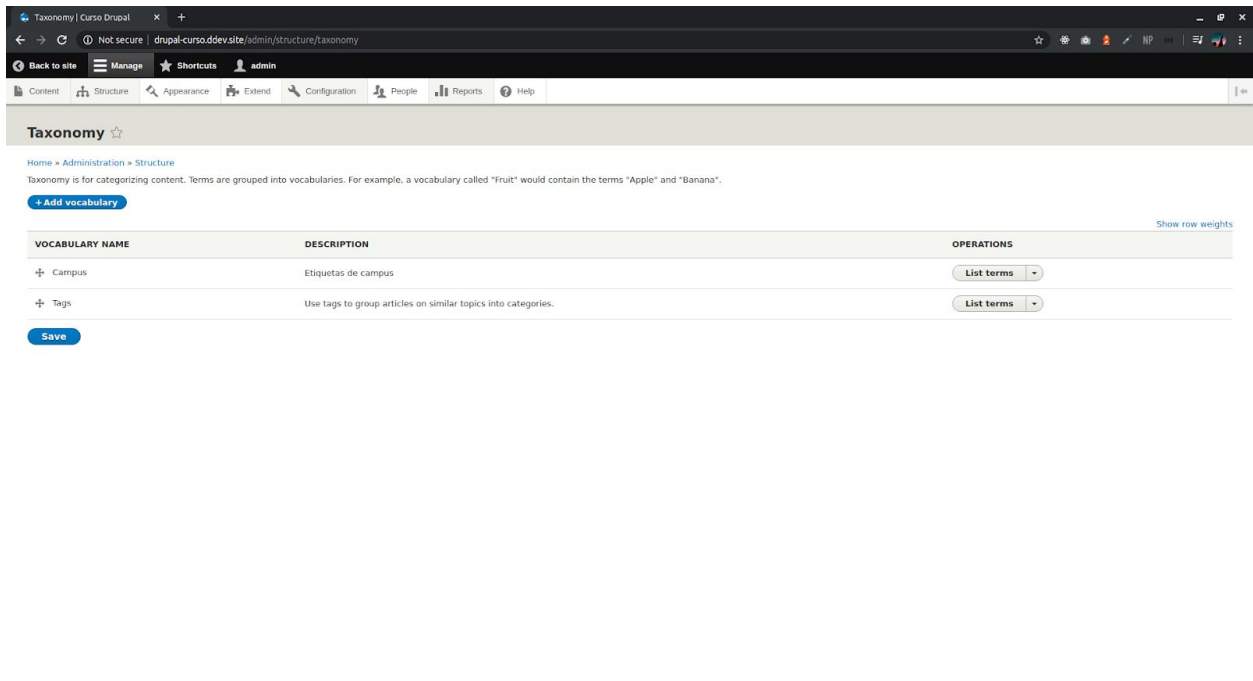 Taxonomy | Curso Drupal
Not secure | drupal-curso.ddev.site/admin/structure/taxonomy
NP
Back to site Manage Shortcuts admin
Content Structure Appearance Extend Configuration People Reports Help
Taxonomy
Home » Administration » Structure
Taxonomy is for categorizing content. Terms are grouped into vocabularies. For example, a vocabulary called "Fruit" would contain the terms "Apple" and "Banana".
+ Add vocabulary
Show row weights
VOCABULARY NAME DESCRIPTION OPERATIONS
Campus Etiquetas de campus List terms
Tags Use tags to group articles on similar topics into categories. List terms
Save